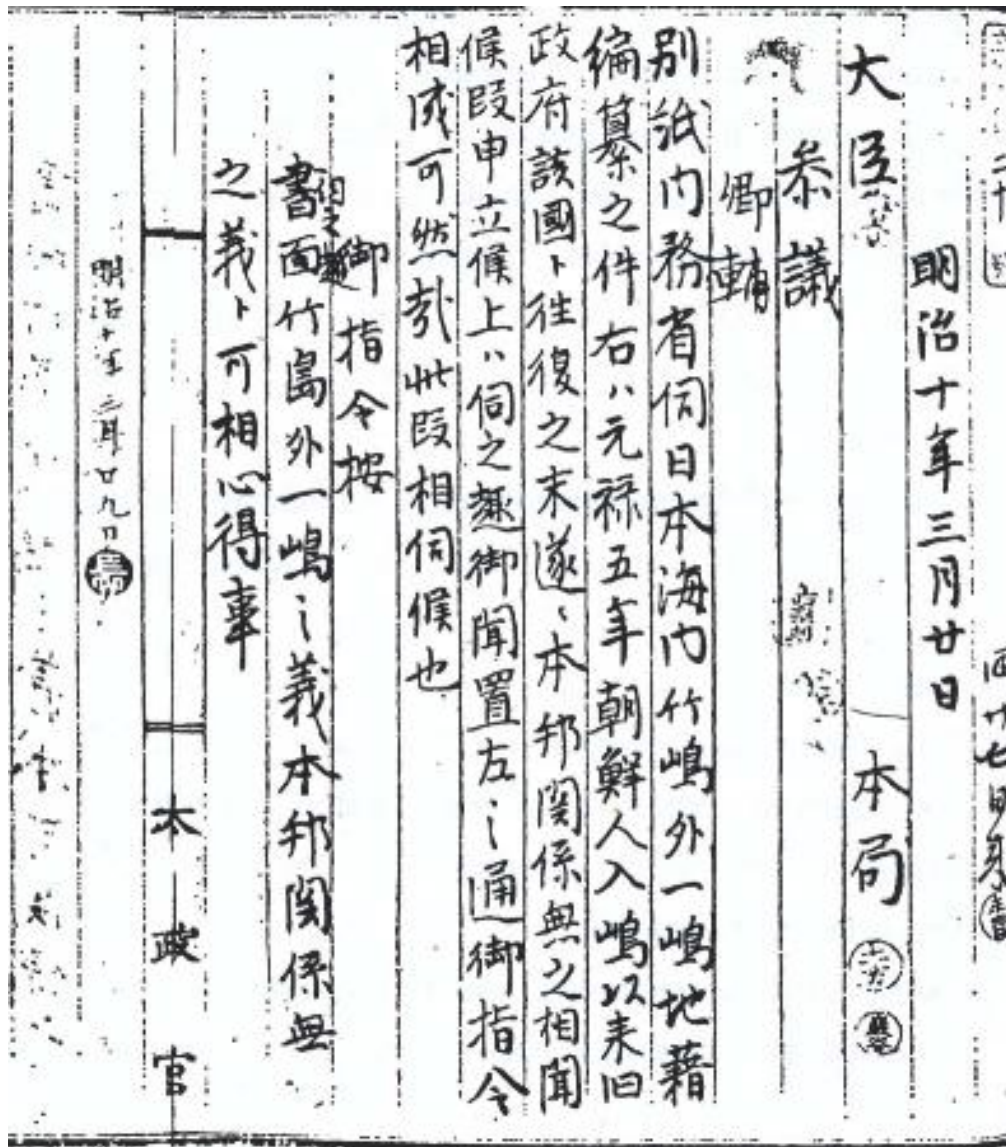 明治十年三月廿日
大臣
本局
参議
卿輔
別紙内務省伺日本海内竹嶋外一嶋地籍
編纂之件右ハ元禄五年朝鮮人入嶋以来旧
政府該國ト往復之末遂ニ本邦関係無之相聞
候段申立候上ハ伺之趣御聞置左之通御指令
相成可然哉此段相伺候也
御指令按
伺之趣
書面竹島外一嶋之義本邦関係無
之義ト可相心得事
太政官
明治十年三月廿九日